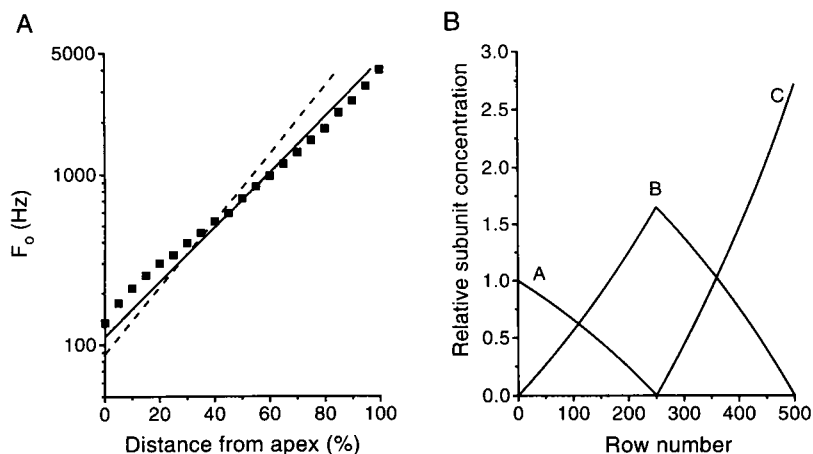 A
5000
1000
100
F₀ (Hz)
0 20 40 60 80 100
Distance from apex (%)
B
3.0
2.5
2.0
1.5
1.0
0.5
0.0
Relative subunit concentration
A
B
C
0 100 200 300 400 500
Row number